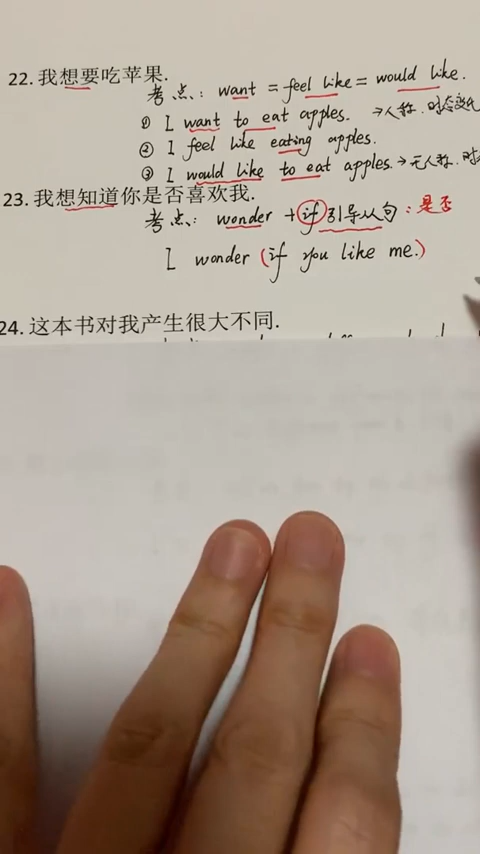 22. 我想要吃苹果.
考点: want = feel like = would like.
① I want to eat apples. →人称, 时态变化
② I feel like eating apples.
③ I would like to eat apples. →无人称, 时
23. 我想知道你是否喜欢我.
考点: wonder + if 引导从句: 是否
I wonder (if you like me.)
24. 这本书对我产生很大不同.